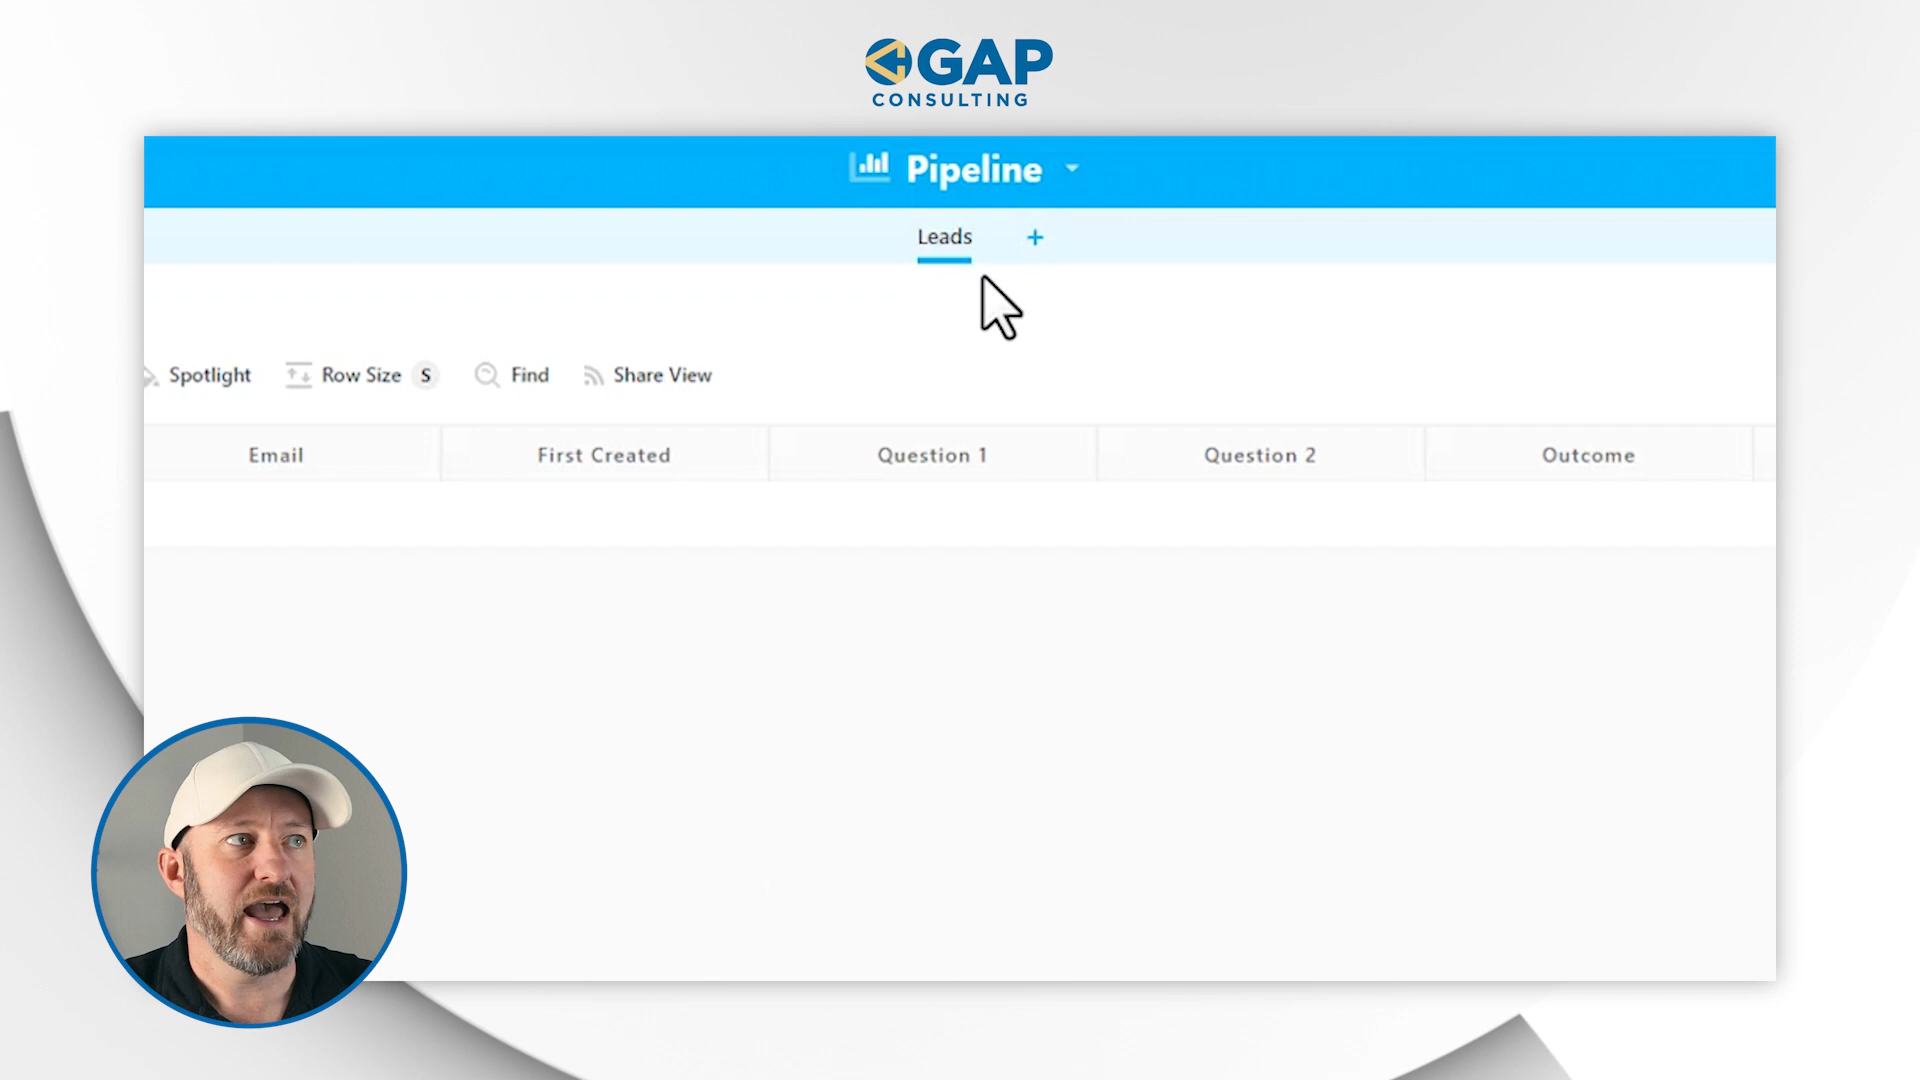 GAP
CONSULTING
Pipeline
Leads +
Spotlight Row Size S Find Share View
Email First Created Question 1 Question 2 Outcome